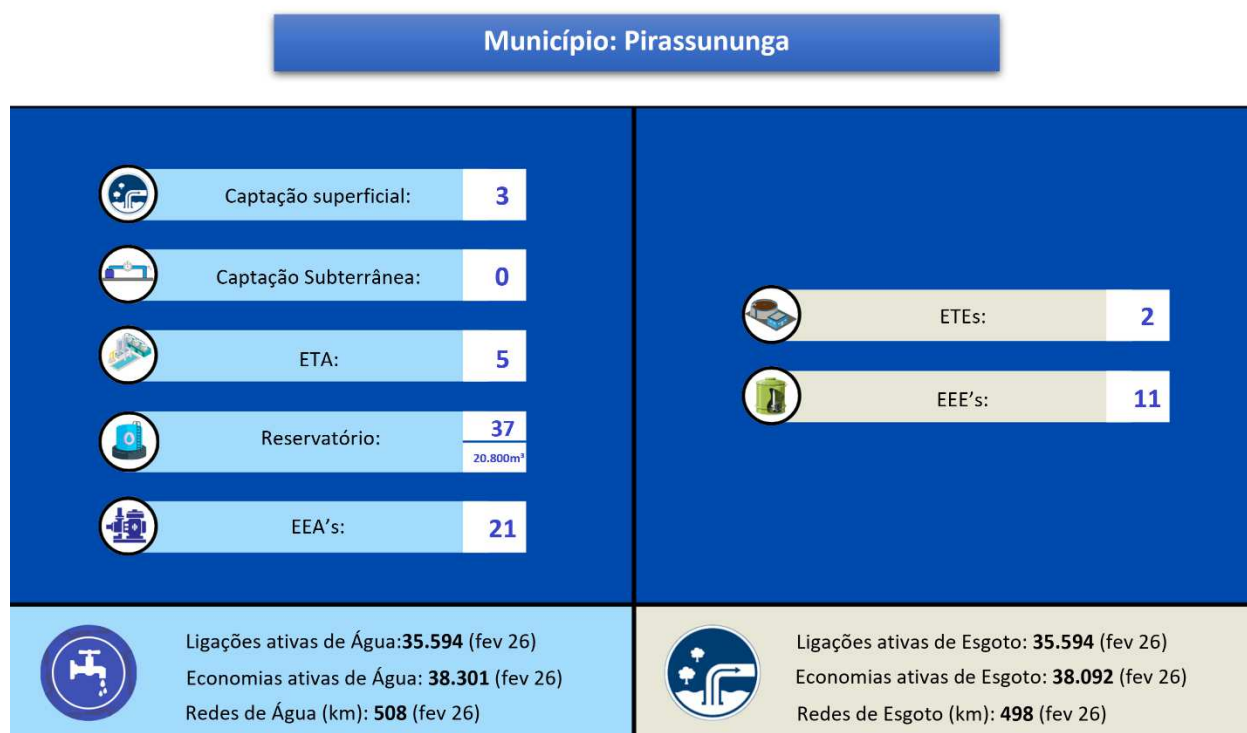 Município: Pirassununga
Captação superficial: 3
Captação Subterrânea: 0
ETA: 5
Reservatório: 37
20.800m³
EEA's: 21
ETEs: 2
EEE's: 11
Ligações ativas de Água:35.594 (fev 26)
Economias ativas de Água: 38.301 (fev 26)
Redes de Água (km): 508 (fev 26)
Ligações ativas de Esgoto: 35.594 (fev 26)
Economias ativas de Esgoto: 38.092 (fev 26)
Redes de Esgoto (km): 498 (fev 26)